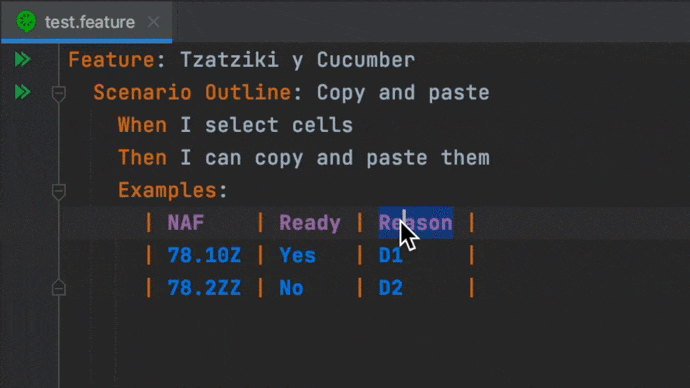 test.feature
Feature: Tzatziki y Cucumber
Scenario Outline: Copy and paste
When I select cells
Then I can copy and paste them
Examples:
| NAF | Ready | Reason |
| 78.10Z | Yes | D1 |
| 78.2ZZ | No | D2 |